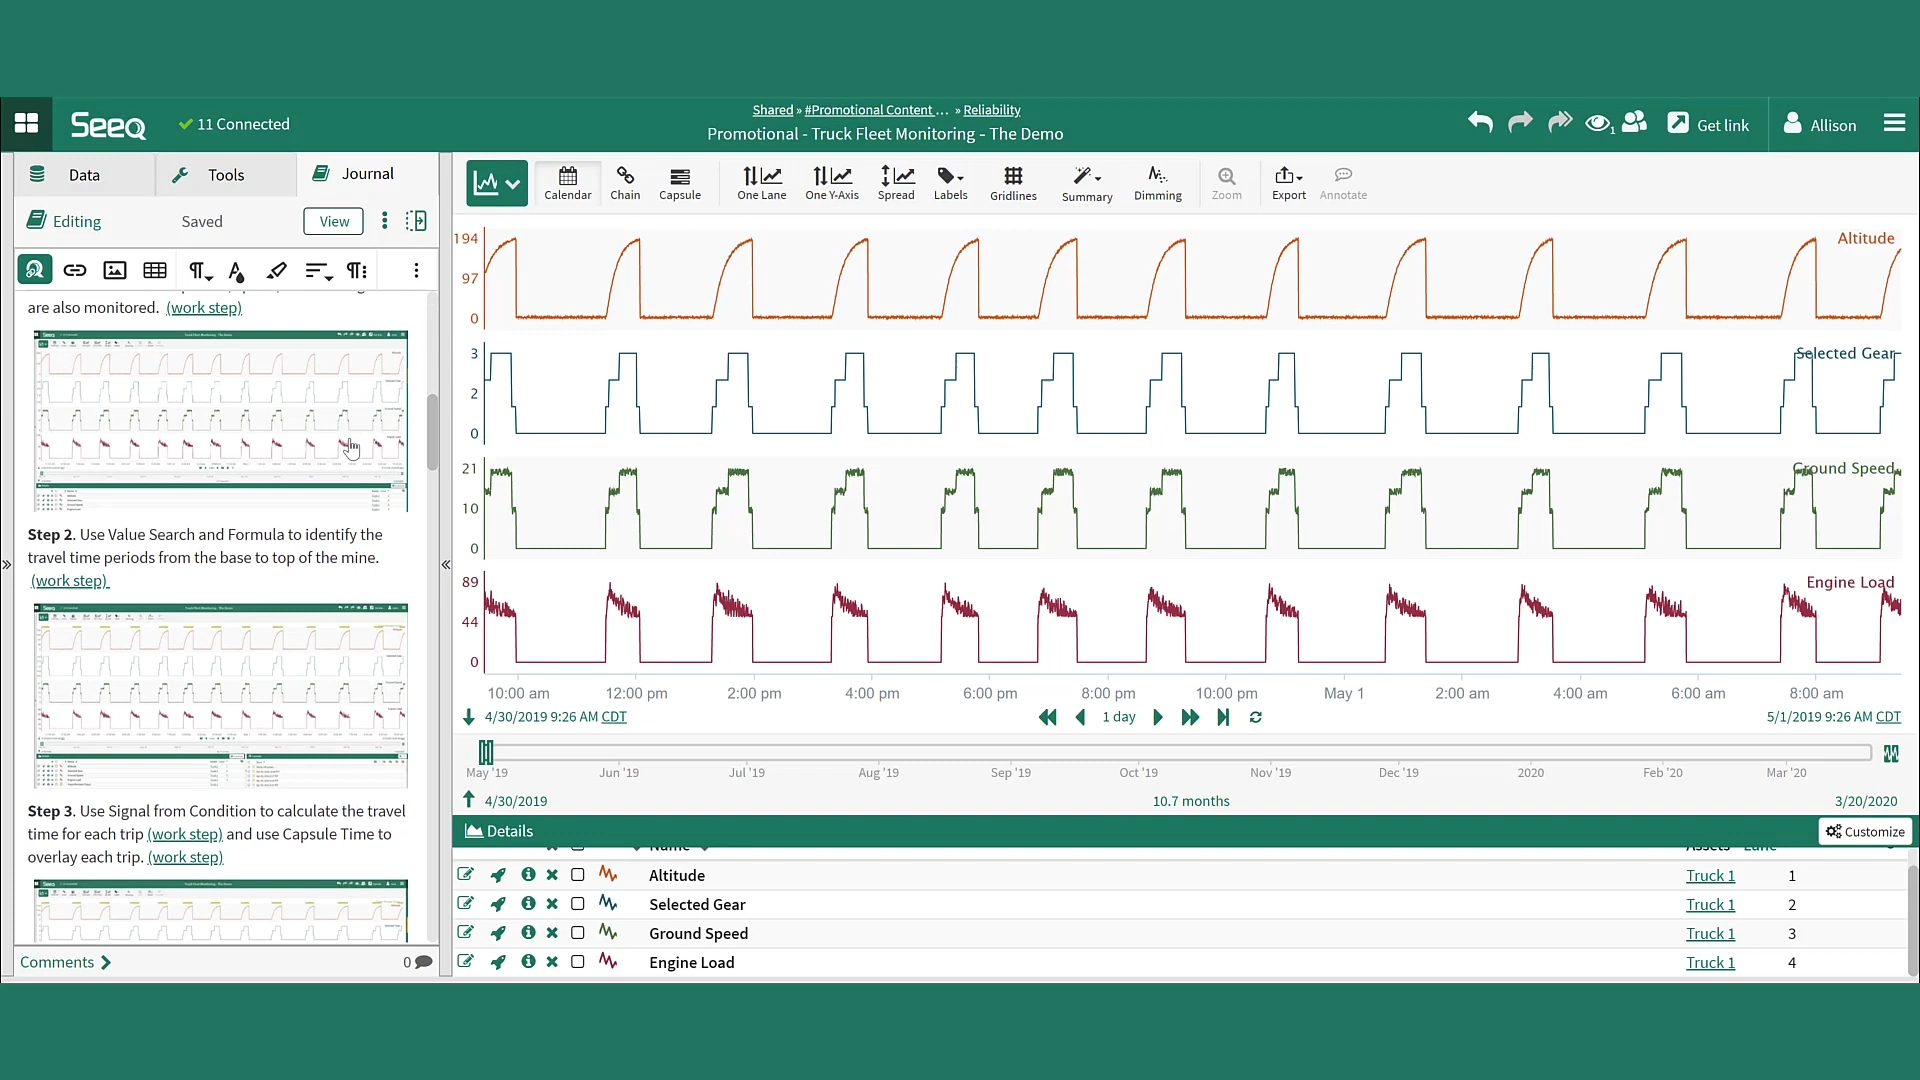 Seeq
11 Connected
Shared » #Promotional Content ... » Reliability
Promotional - Truck Fleet Monitoring - The Demo
1
Get link
Allison
Data
Tools
Journal
Editing
Saved
View
are also monitored. (work step)
Step 2. Use Value Search and Formula to identify the
travel time periods from the base to top of the mine.
(work step)
Step 3. Use Signal from Condition to calculate the travel
time for each trip (work step) and use Capsule Time to
overlay each trip. (work step)
Comments
0
Calendar
Chain
Capsule
One Lane
One Y-Axis
Spread
Labels
Gridlines
Summary
Dimming
Zoom
Export
Annotate
194
97
0
Altitude
3
2
0
Selected Gear
21
10
0
Ground Speed
89
44
0
Engine Load
10:00 am 12:00 pm 2:00 pm 4:00 pm 6:00 pm 8:00 pm 10:00 pm May 1 2:00 am 4:00 am 6:00 am 8:00 am
4/30/2019 9:26 AM CDT
1 day
5/1/2019 9:26 AM CDT
May '19 Jun '19 Jul '19 Aug '19 Sep '19 Oct '19 Nov '19 Dec '19 2020 Feb '20 Mar '20
4/30/2019
10.7 months
3/20/2020
Details
Customize
Name Assets Lane
Altitude Truck 1 1
Selected Gear Truck 1 2
Ground Speed Truck 1 3
Engine Load Truck 1 4